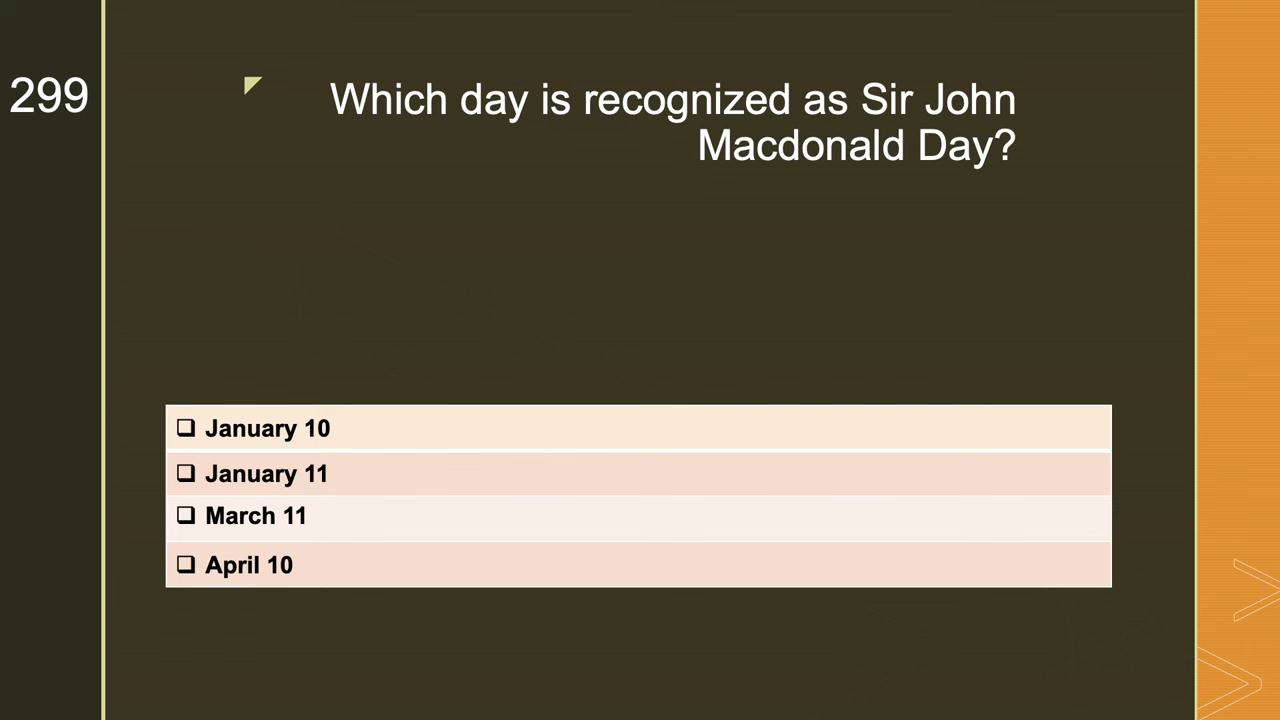 299
Which day is recognized as Sir John
Macdonald Day?
❑ January 10
❑ January 11
❑ March 11
❑ April 10